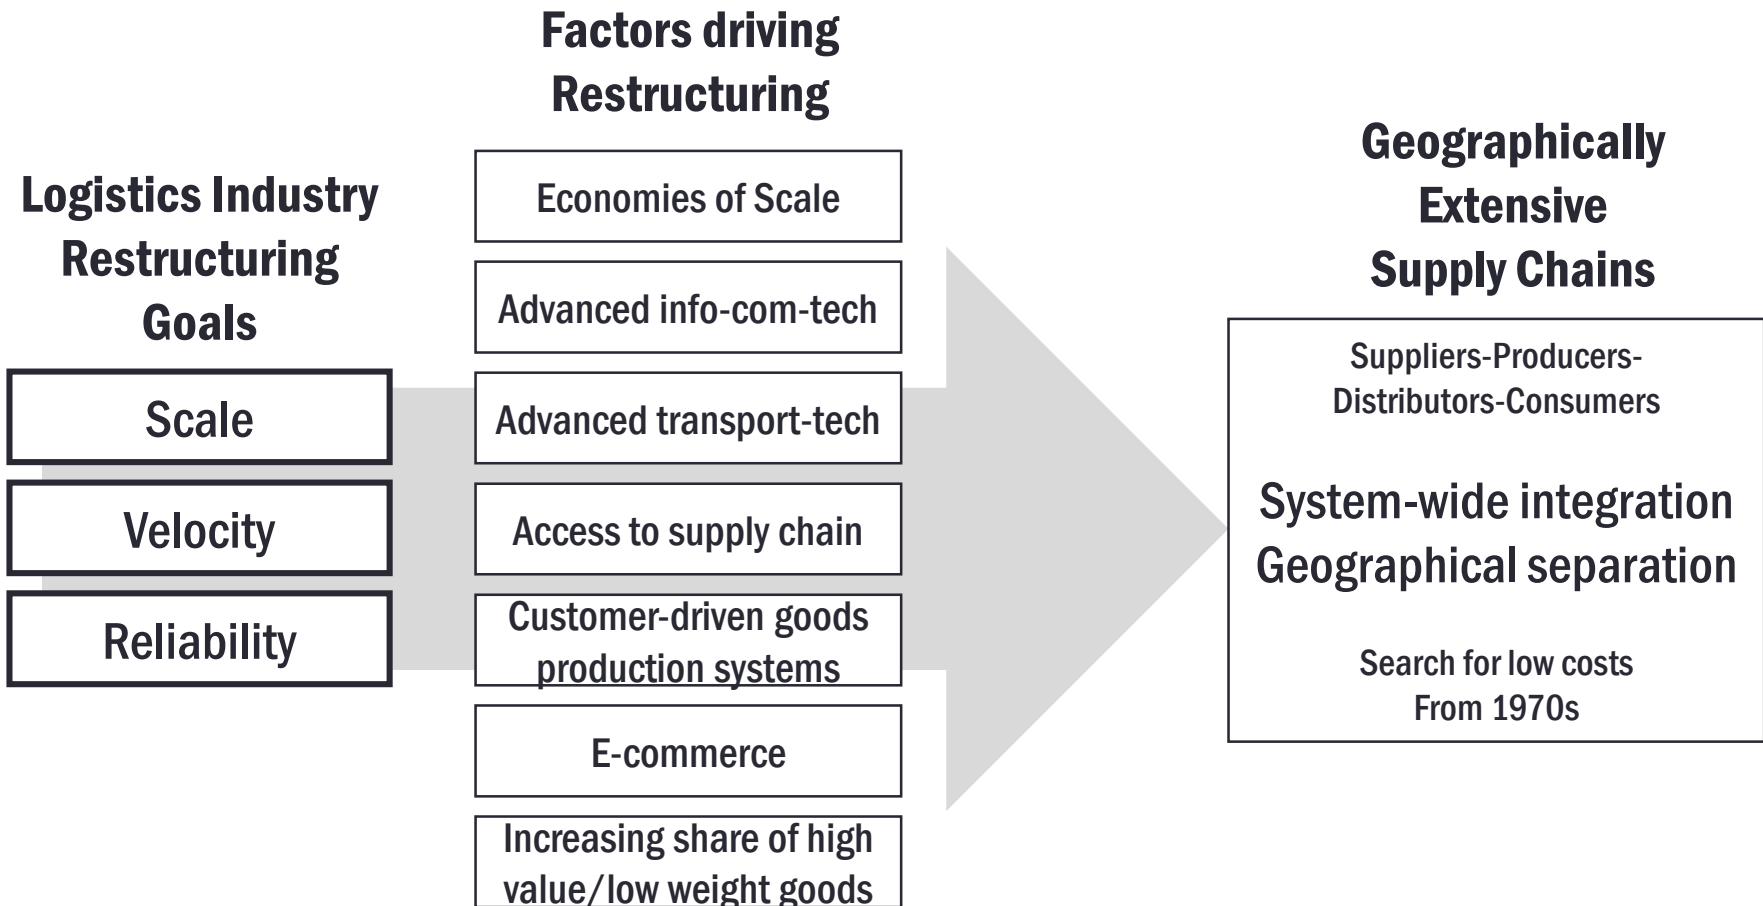 Logistics Industry
Restructuring
Goals
Scale
Velocity
Reliability
Factors driving
Restructuring
Economies of Scale
Advanced info-com-tech
Advanced transport-tech
Access to supply chain
Customer-driven goods
production systems
E-commerce
Increasing share of high
value/low weight goods
Geographically
Extensive
Supply Chains
Suppliers-Producers-
Distributors-Consumers
System-wide integration
Geographical separation
Search for low costs
From 1970s